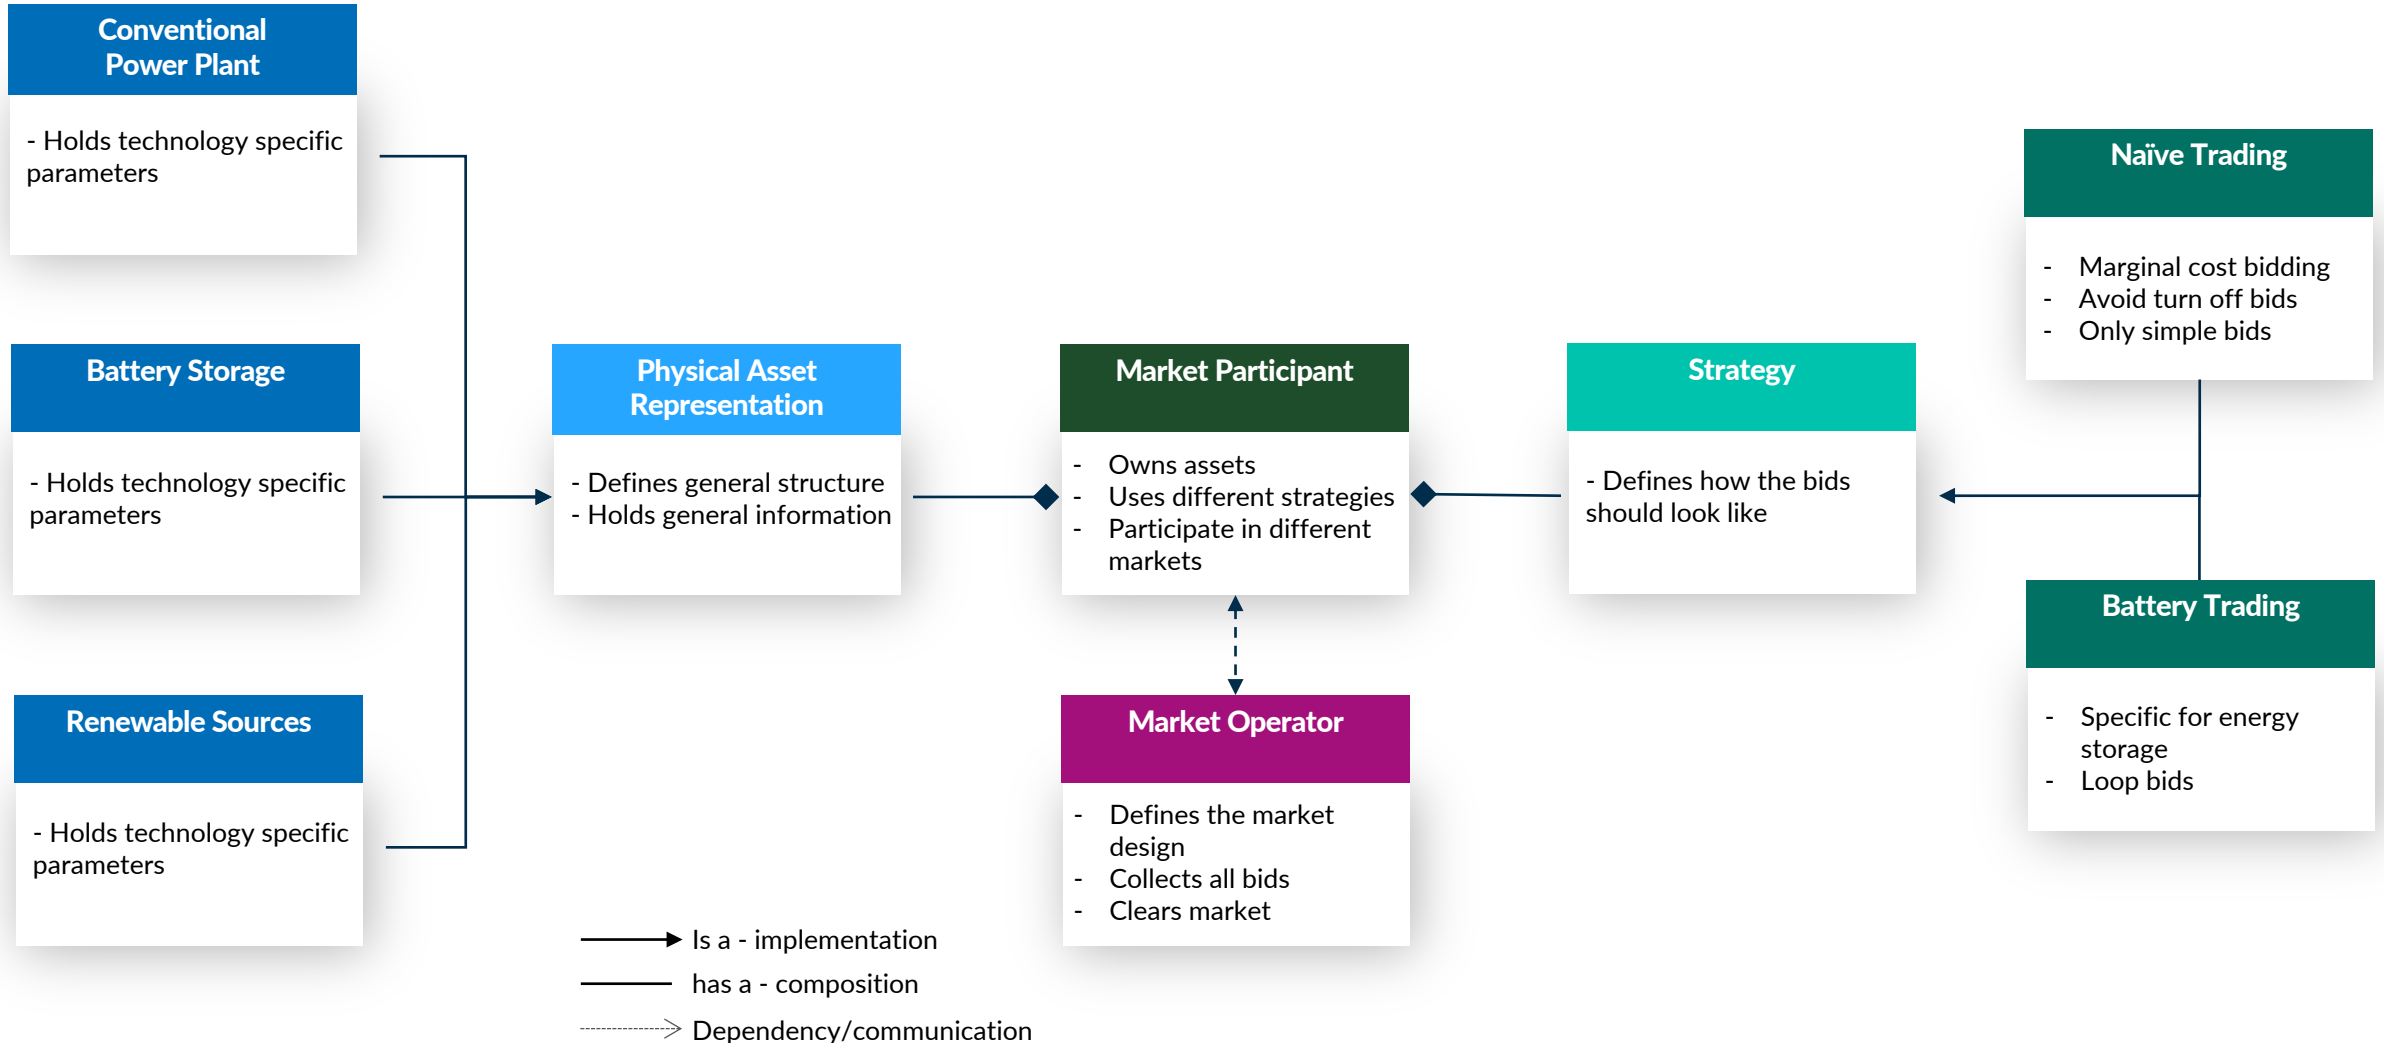 Conventional
Power Plant
- Holds technology specific
parameters
Battery Storage
- Holds technology specific
parameters
Renewable Sources
- Holds technology specific
parameters
Physical Asset
Representation
- Defines general structure
- Holds general information
Market Participant
- Owns assets
- Uses different strategies
- Participate in different
markets
Market Operator
- Defines the market
design
- Collects all bids
- Clears market
Strategy
- Defines how the bids
should look like
Naïve Trading
- Marginal cost bidding
- Avoid turn off bids
- Only simple bids
Battery Trading
- Specific for energy
storage
- Loop bids
Is a - implementation
has a - composition
Dependency/communication